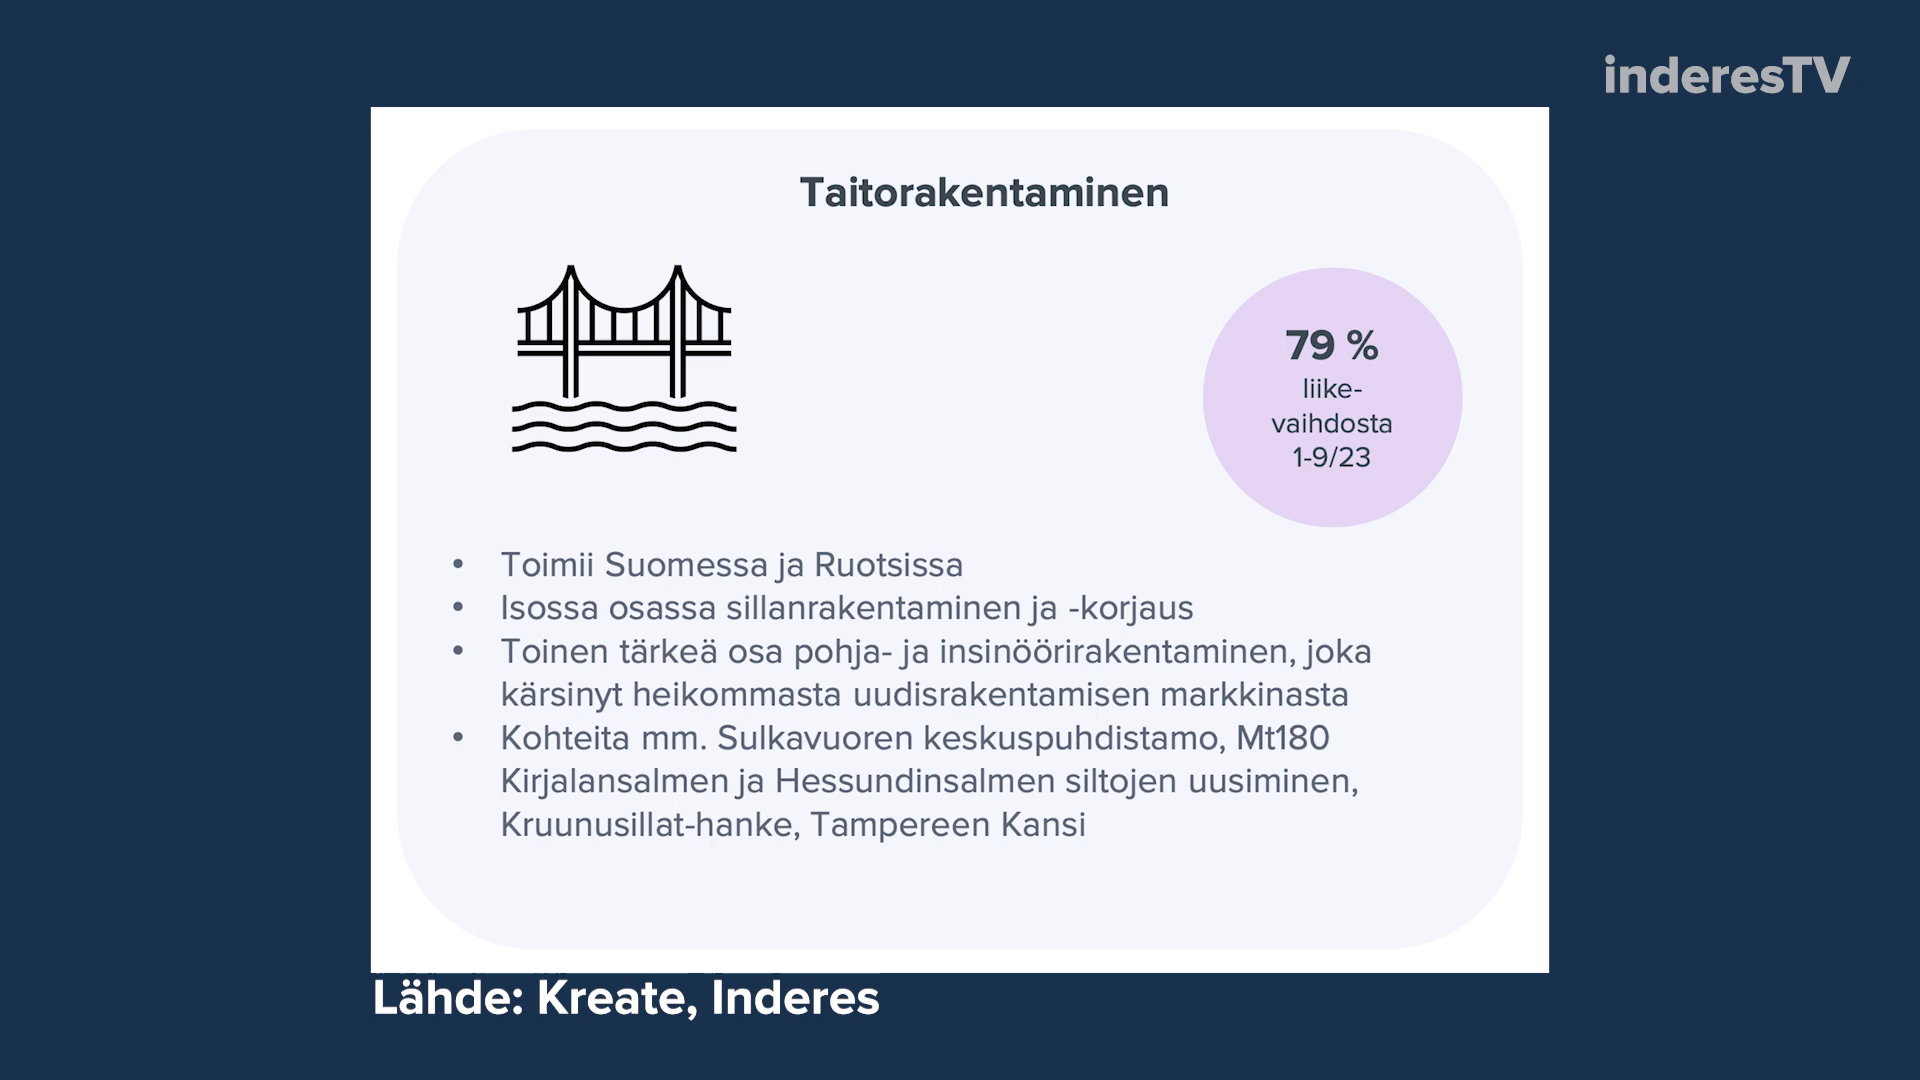 inderesTV
Taitorakentaminen
79 %
liike-
vaihdosta
1-9/23
• Toimii Suomessa ja Ruotsissa
• Isossa osassa sillanrakentaminen ja -korjaus
• Toinen tärkeä osa pohja- ja insinöörirakentaminen, joka
kärsinyt heikommasta uudisrakentamisen markkinasta
• Kohteita mm. Sulkavuoren keskuspuhdistamo, Mt180
Kirjalansalmen ja Hessundinsalmen siltojen uusiminen,
Kruunusillat-hanke, Tampereen Kansi
Lähde: Kreate, Inderes